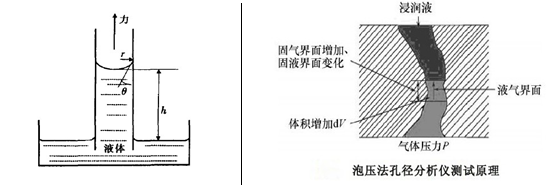 力
r
θ
h
液体
浸润液
固气界面增加、
固液界面变化
液气界面
体积增加dV
气体压力P
泡压法孔径分析仪测试原理